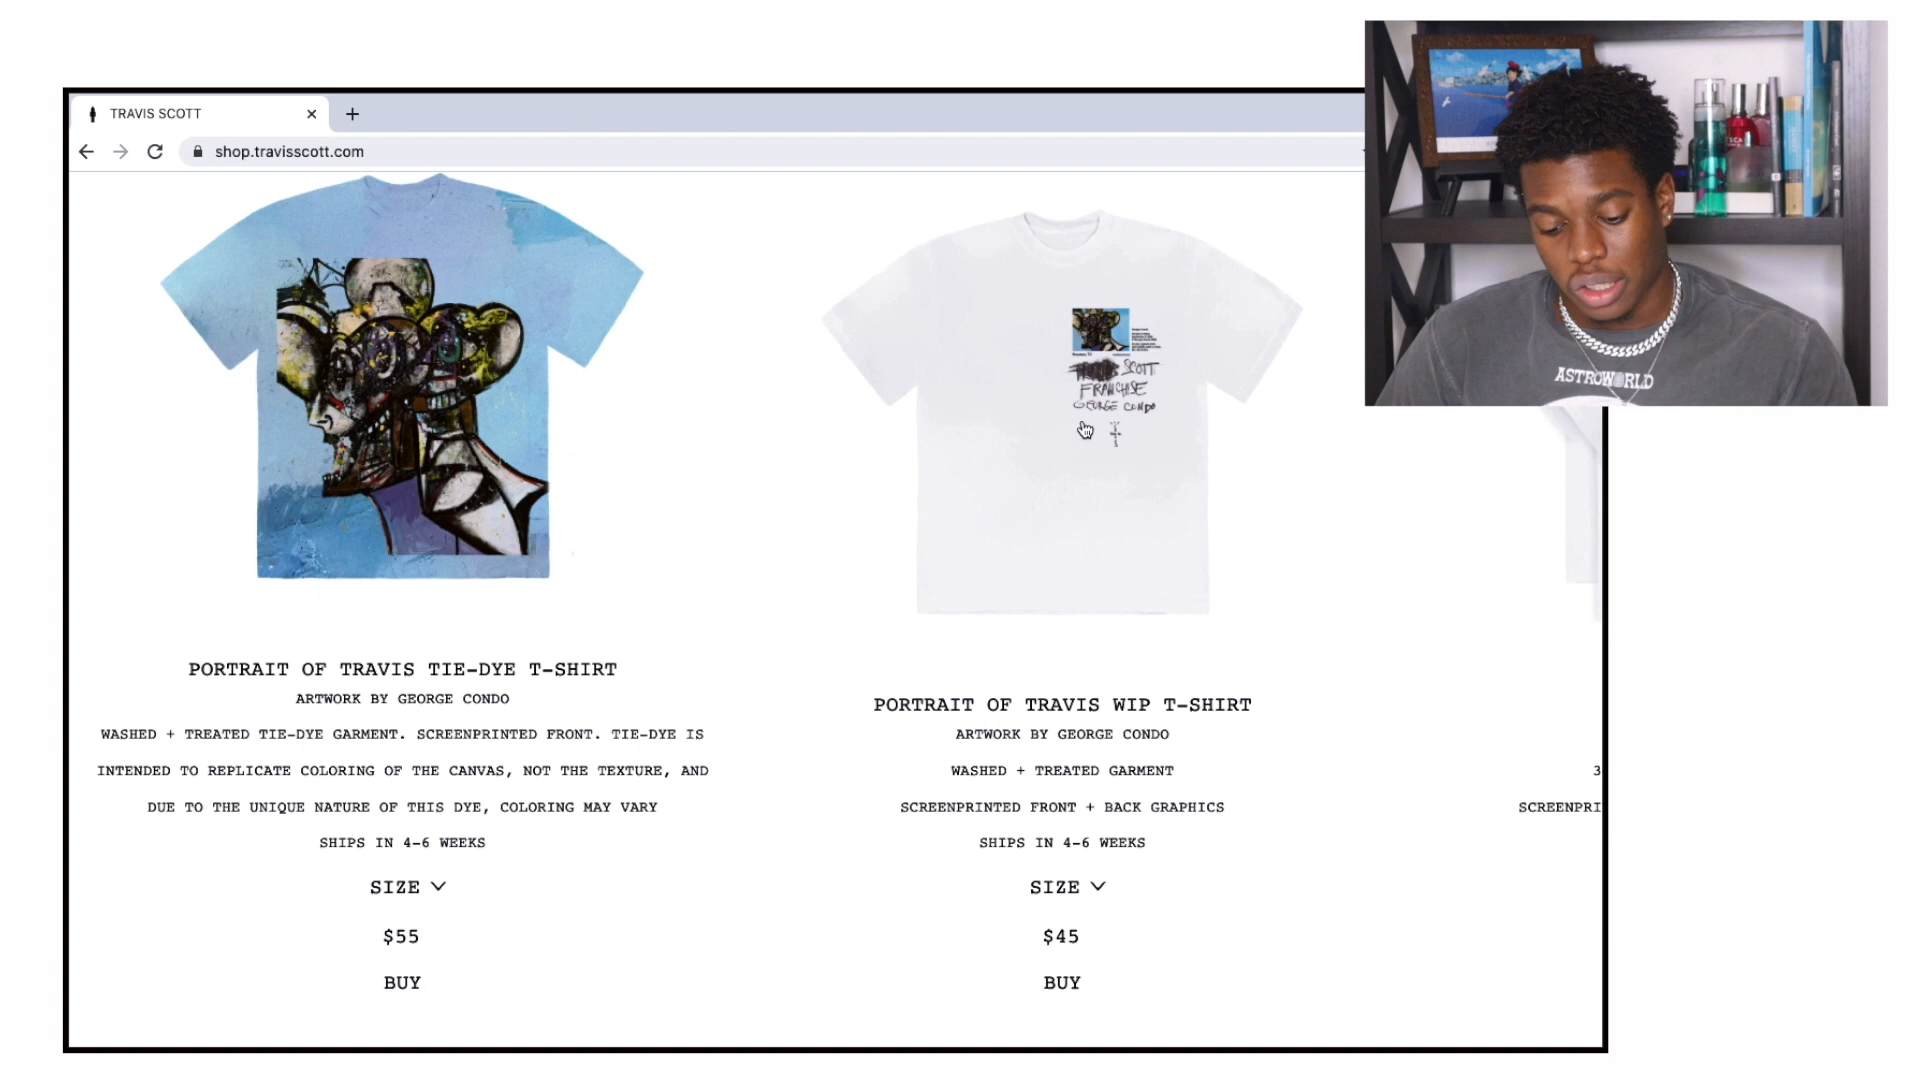 TRAVIS SCOTT
shop.travisscott.com
ASTROWORLD
SCOTT
FRANCHISE
GEORGE CONDO
PORTRAIT OF TRAVIS TIE-DYE T-SHIRT
ARTWORK BY GEORGE CONDO
WASHED + TREATED TIE-DYE GARMENT. SCREENPRINTED FRONT. TIE-DYE IS
INTENDED TO REPLICATE COLORING OF THE CANVAS, NOT THE TEXTURE, AND
DUE TO THE UNIQUE NATURE OF THIS DYE, COLORING MAY VARY
SHIPS IN 4-6 WEEKS
SIZE
$55
BUY
PORTRAIT OF TRAVIS WIP T-SHIRT
ARTWORK BY GEORGE CONDO
WASHED + TREATED GARMENT
SCREENPRINTED FRONT + BACK GRAPHICS
SHIPS IN 4-6 WEEKS
SIZE
$45
BUY
3
SCREENPRI